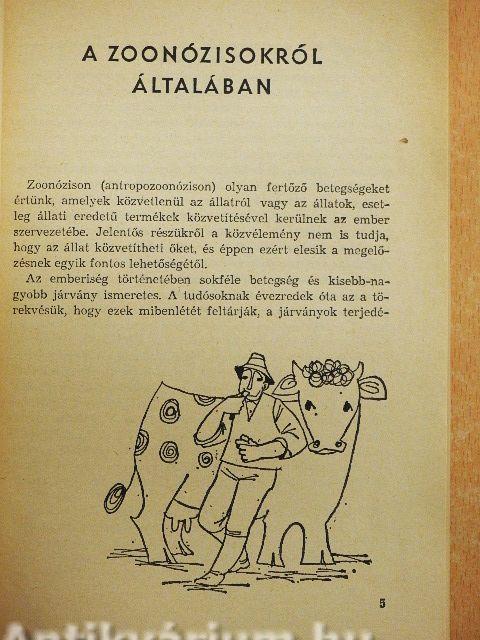 A ZOONÓZISOKRÓL
ÁLTALÁBAN
Zoonózison (antropozoonózison) olyan fertőző betegségeket
értünk, amelyek közvetlenül az állatról vagy az állatok, eset-
leg állati eredetű termékek közvetítésével kerülnek az ember
szervezetébe. Jelentős részükről a közvélemény nem is tudja,
hogy az állat közvetítheti őket, és éppen ezért elesik a megelő-
zésnek egyik fontos lehetőségétől.
Az emberiség történetében sokféle betegség és kisebb-na-
gyobb járvány ismeretes. A tudósoknak évezredek óta az a tö-
rekvésük, hogy ezek mibenlétét feltárják, a járványok terjedé-
5
Antikvárium.hu